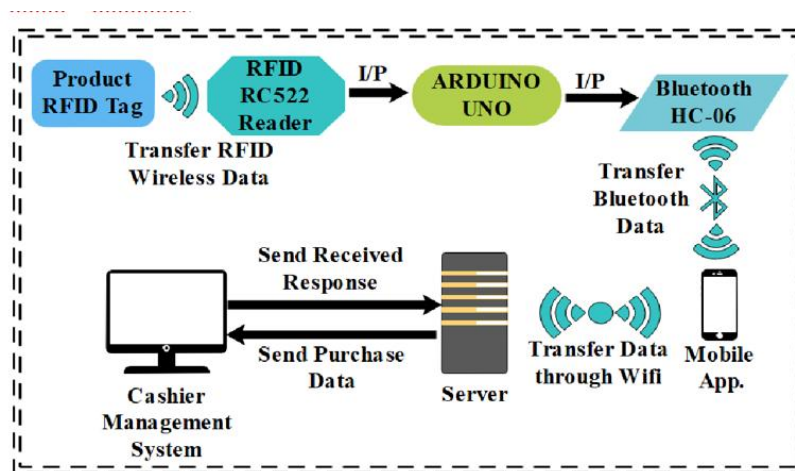 Product
RFID Tag
RFID
RC522
Reader
I/P
ARDUINO
UNO
I/P
Bluetooth
HC-06
Transfer RFID
Wireless Data
Transfer
Bluetooth
Data
Send Received
Response
Send Purchase
Data
Cashier
Management
System
Server
Transfer Data
through Wifi
Mobile
App.